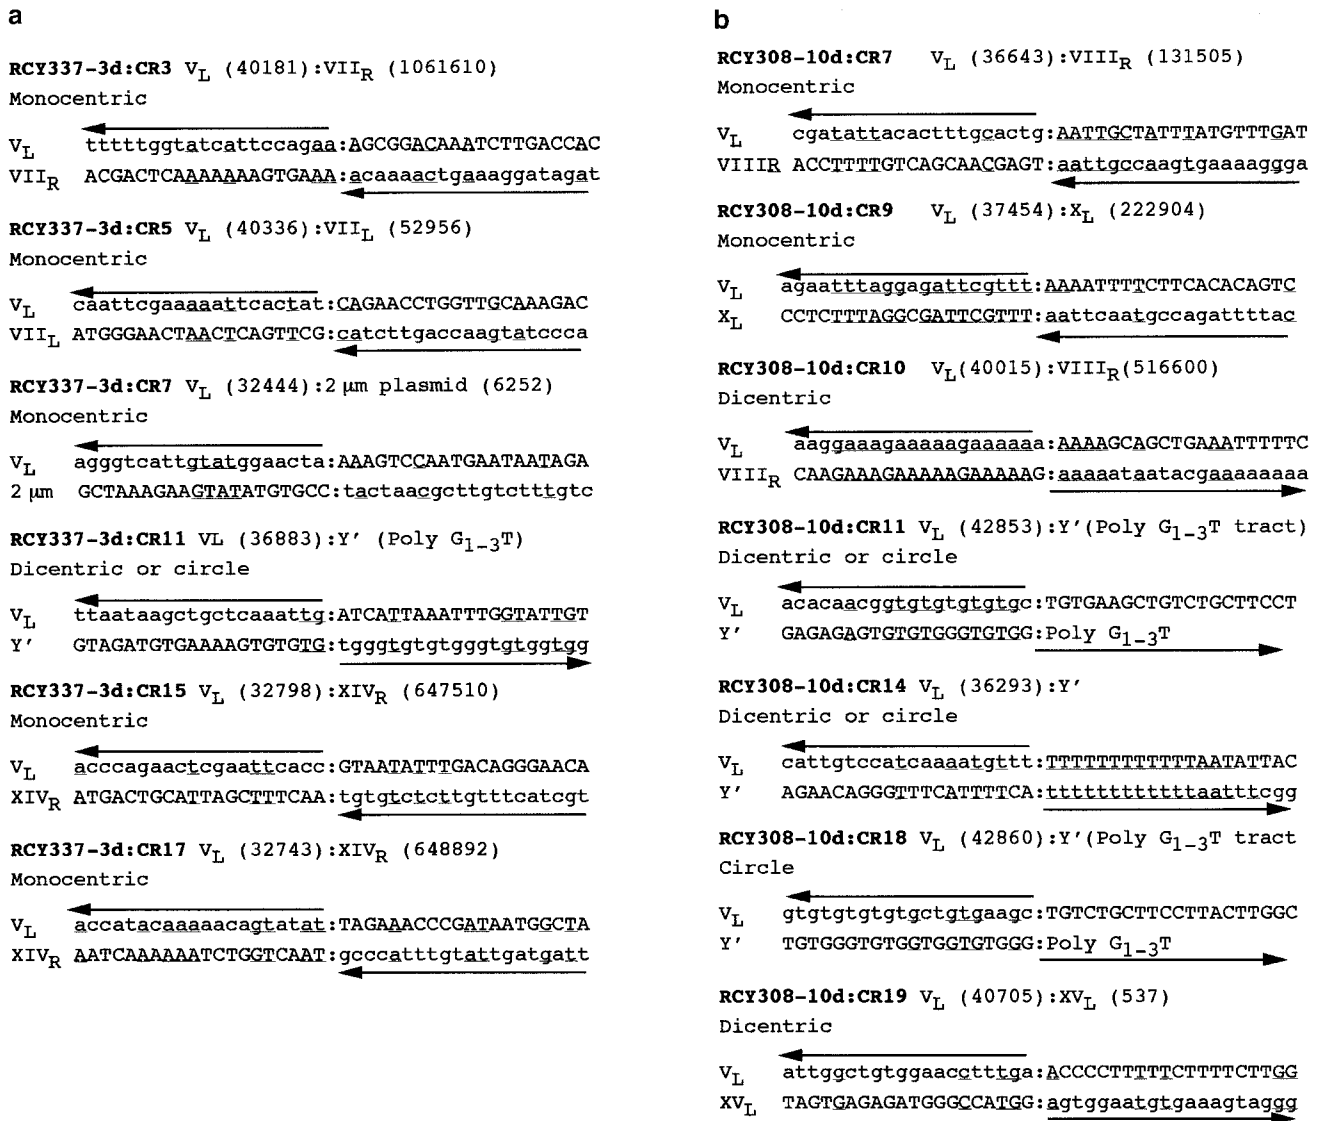 a
RCY337-3d:CR3 VL (40181):VIIR (1061610)
Monocentric
VL tttttggtatcattccagaa:AGCGGACAAATCTTGACCAC
VIIR ACGACTCAAAAAAAGTGAAA:acaaaactgaaaggatagat
RCY337-3d:CR5 VL (40336):VIIL (52956)
Monocentric
VL caattcgaaaaattcactat:CAGAACCTGGTTGCAAAGAC
VIIL ATGGGAACTAACTCAGTTCG:catcttgaccaagtatccca
RCY337-3d:CR7 VL (32444):2 µm plasmid (6252)
Monocentric
VL agggtcattgtatggaacta:AAAGTCCAATGAATAATAGA
2 µm GCTAAAGAAGTATATGTGCC:tactaacgcttgtctttgtc
RCY337-3d:CR11 VL (36883):Y' (Poly G1-3T)
Dicentric or circle
VL ttaataagctgctcaaattg:ATCATTAAATTTGGTATTGT
Y' GTAGATGTGAAAAGTGTGTG:tgggtgtgtgggtgtggtgg
RCY337-3d:CR15 VL (32798):XIVR (647510)
Monocentric
VL acccagaactcgaattcacc:GTAATATTTGACAGGGAACA
XIVR ATGACTGCATTAGCTTTCAA:tgtgtctcttgtttcatcgt
RCY337-3d:CR17 VL (32743):XIVR (648892)
Monocentric
VL accatacaaaaacagtatat:TAGAAACCCGATAATGGCTA
XIVR AATCAAAAAATCTGGTCAAT:gcccatttgtattgatgatt
b
RCY308-10d:CR7 VL (36643):VIIIR (131505)
Monocentric
VL cgatattacactttgcactg:AATTGCTATTTATGTTTGAT
VIIIR ACCTTTTGTCAGCAACGAGT:aattgccaagtgaaaaggga
RCY308-10d:CR9 VL (37454):XL (222904)
Monocentric
VL agaatttaggagattcgttt:AAAATTTTCTTCACACAGTC
XL CCTCTTTAGGCGATTCGTTT:aattcaatgccagattttac
RCY308-10d:CR10 VL(40015):VIIIR(516600)
Dicentric
VL aaggaaagaaaaagaaaaaa:AAAAGCAGCTGAAATTTTTC
VIIIR CAAGAAAGAAAAAGAAAAAG:aaaaataataacgaaaaaaaa
RCY308-10d:CR11 VL (42853):Y'(Poly G1-3T tract)
Dicentric or circle
VL acacaacggtgtgtgtgtgc:TGTGAAGCTGTCTGCTTCCT
Y' GAGAGAGTGTGTGGGTGTGG:Poly G1-3T
RCY308-10d:CR14 VL (36293):Y'
Dicentric or circle
VL cattgtccatcaaaatgttt:TTTTTTTTTTTTTAATATTAC
Y' AGAACAGGGTTTCATTTTCA:tttttttttttttaatttcgg
RCY308-10d:CR18 VL (42860):Y'(Poly G1-3T tract
Circle
VL gtgtgtgtgtgctgtgaagc:TGTCTGCTTCCTTACTTGGC
Y' TGTGGGTGTGGTGGTGTGGG:Poly G1-3T
RCY308-10d:CR19 VL (40705):XVL (537)
Dicentric
VL attggctgtggaacctttga:ACCCCTTTTTCTTTTCTTGG
XVL TAGTGAGAGATGGGCCATGG:agtggaatgtgaaagtaggg